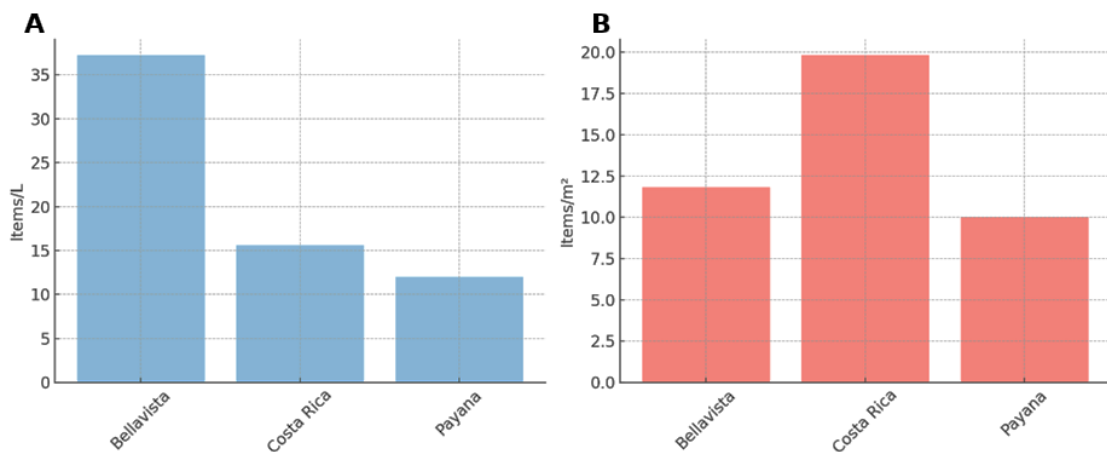 A
Items/L
35
30
25
20
15
10
5
0
Bellavista
Costa Rica
Payana
B
Items/m²
20.0
17.5
15.0
12.5
10.0
7.5
5.0
2.5
0.0
Bellavista
Costa Rica
Payana